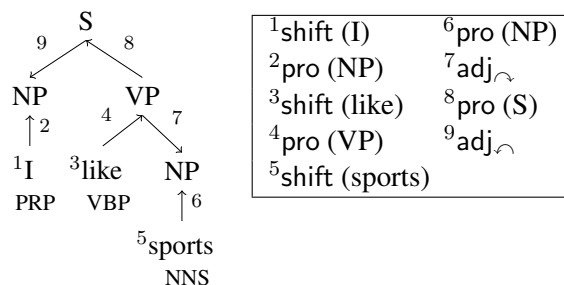 S
9 8
NP VP
2 4 7
¹I ³like NP
PRP VBP 6
⁵sports
NNS
¹shift (I) ⁶pro (NP)
²pro (NP) ⁷adj↷
³shift (like) ⁸pro (S)
⁴pro (VP) ⁹adj↶
⁵shift (sports)